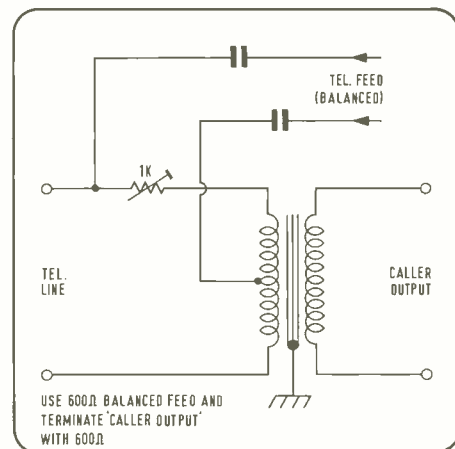 TEL. FEED
(BALANCED)
1K
TEL.
LINE
CALLER
OUTPUT
USE 600Ω BALANCED FEED AND
TERMINATE 'CALLER OUTPUT'
WITH 600Ω